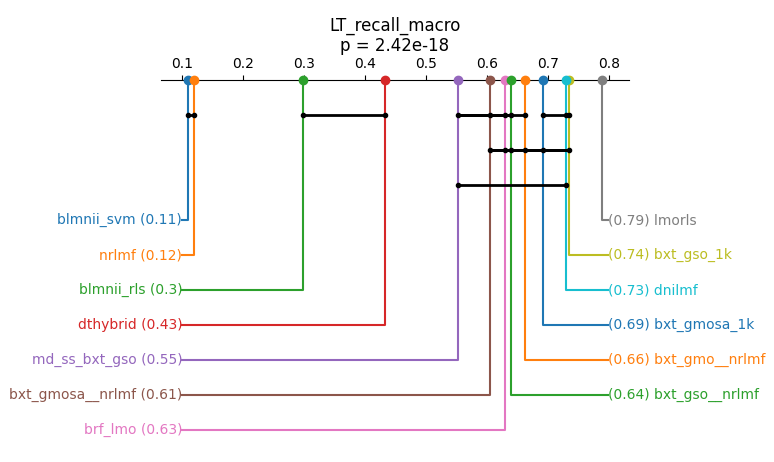 LT_recall_macro
p = 2.42e-18
0.1 0.2 0.3 0.4 0.5 0.6 0.7 0.8
blmnii_svm (0.11)
(0.79) lmorls
nrlmf (0.12)
(0.74) bxt_gso_1k
blmnii_rls (0.3)
(0.73) dnilmf
dthybrid (0.43)
(0.69) bxt_gmosa_1k
md_ss_bxt_gso (0.55)
(0.66) bxt_gmo__nrlmf
bxt_gmosa__nrlmf (0.61)
(0.64) bxt_gso__nrlmf
brf_lmo (0.63)